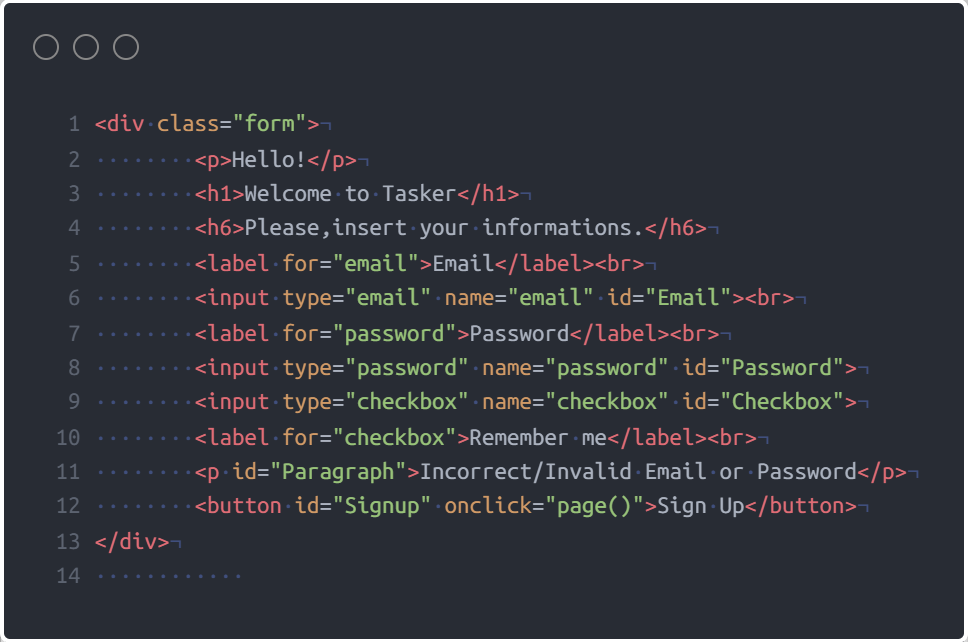 1 <div class="form">
2 <p>Hello!</p>
3 <h1>Welcome to Tasker</h1>
4 <h6>Please,insert your informations.</h6>
5 <label for="email">Email</label><br>
6 <input type="email" name="email" id="Email"><br>
7 <label for="password">Password</label><br>
8 <input type="password" name="password" id="Password">
9 <input type="checkbox" name="checkbox" id="Checkbox">
10 <label for="checkbox">Remember me</label><br>
11 <p id="Paragraph">Incorrect/Invalid Email or Password</p>
12 <button id="Signup" onclick="page()">Sign Up</button>
13 </div>
14